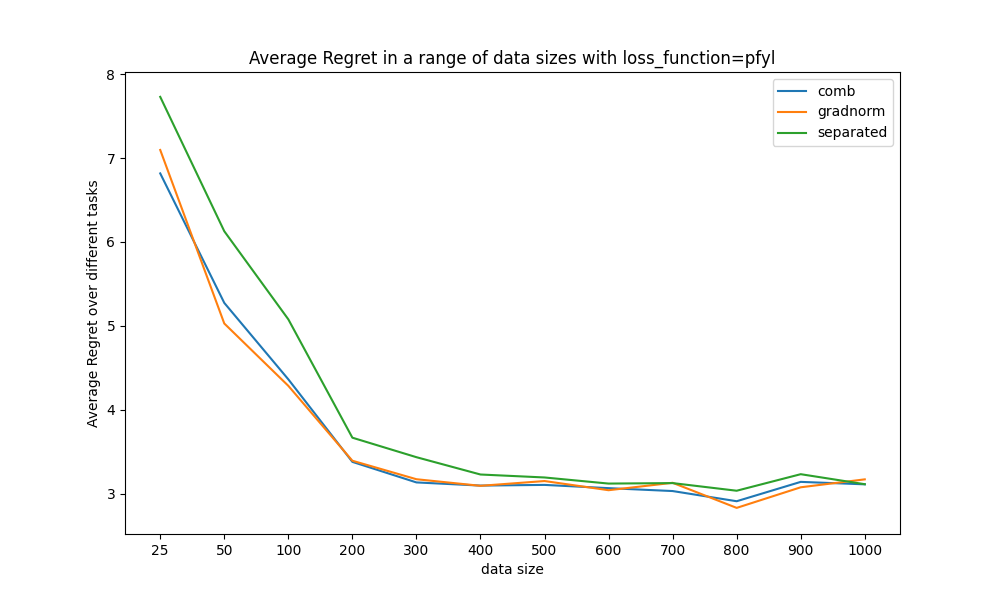 Average Regret in a range of data sizes with loss_function=pfyl
comb
gradnorm
separated
Average Regret over different tasks
8
7
6
5
4
3
25 50 100 200 300 400 500 600 700 800 900 1000
data size